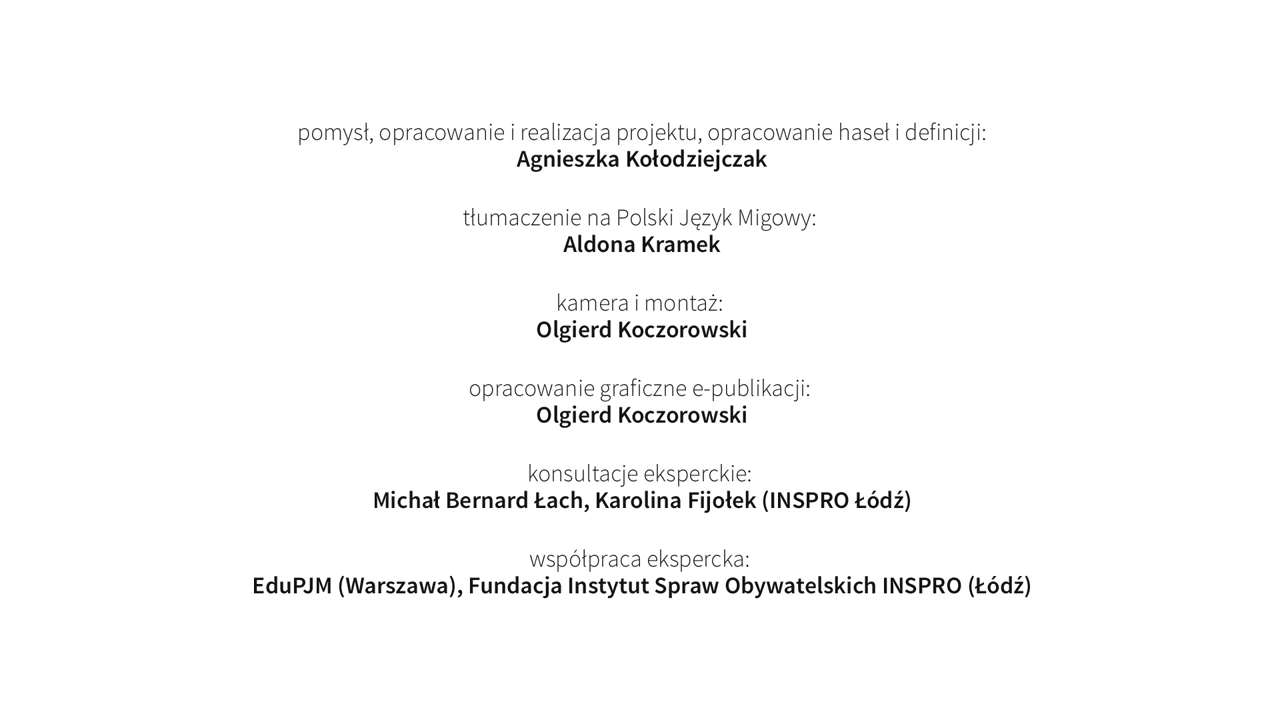 pomysł, opracowanie i realizacja projektu, opracowanie haseł i definicji:
Agnieszka Kołodziejczak
tłumaczenie na Polski Język Migowy:
Aldona Kramek
kamera i montaż:
Olgierd Koczorowski
opracowanie graficzne e-publikacji:
Olgierd Koczorowski
konsultacje eksperckie:
Michał Bernard Łach, Karolina Fijołek (INSPRO Łódź)
współpraca ekspercka:
EduPJM (Warszawa), Fundacja Instytut Spraw Obywatelskich INSPRO (Łódź)